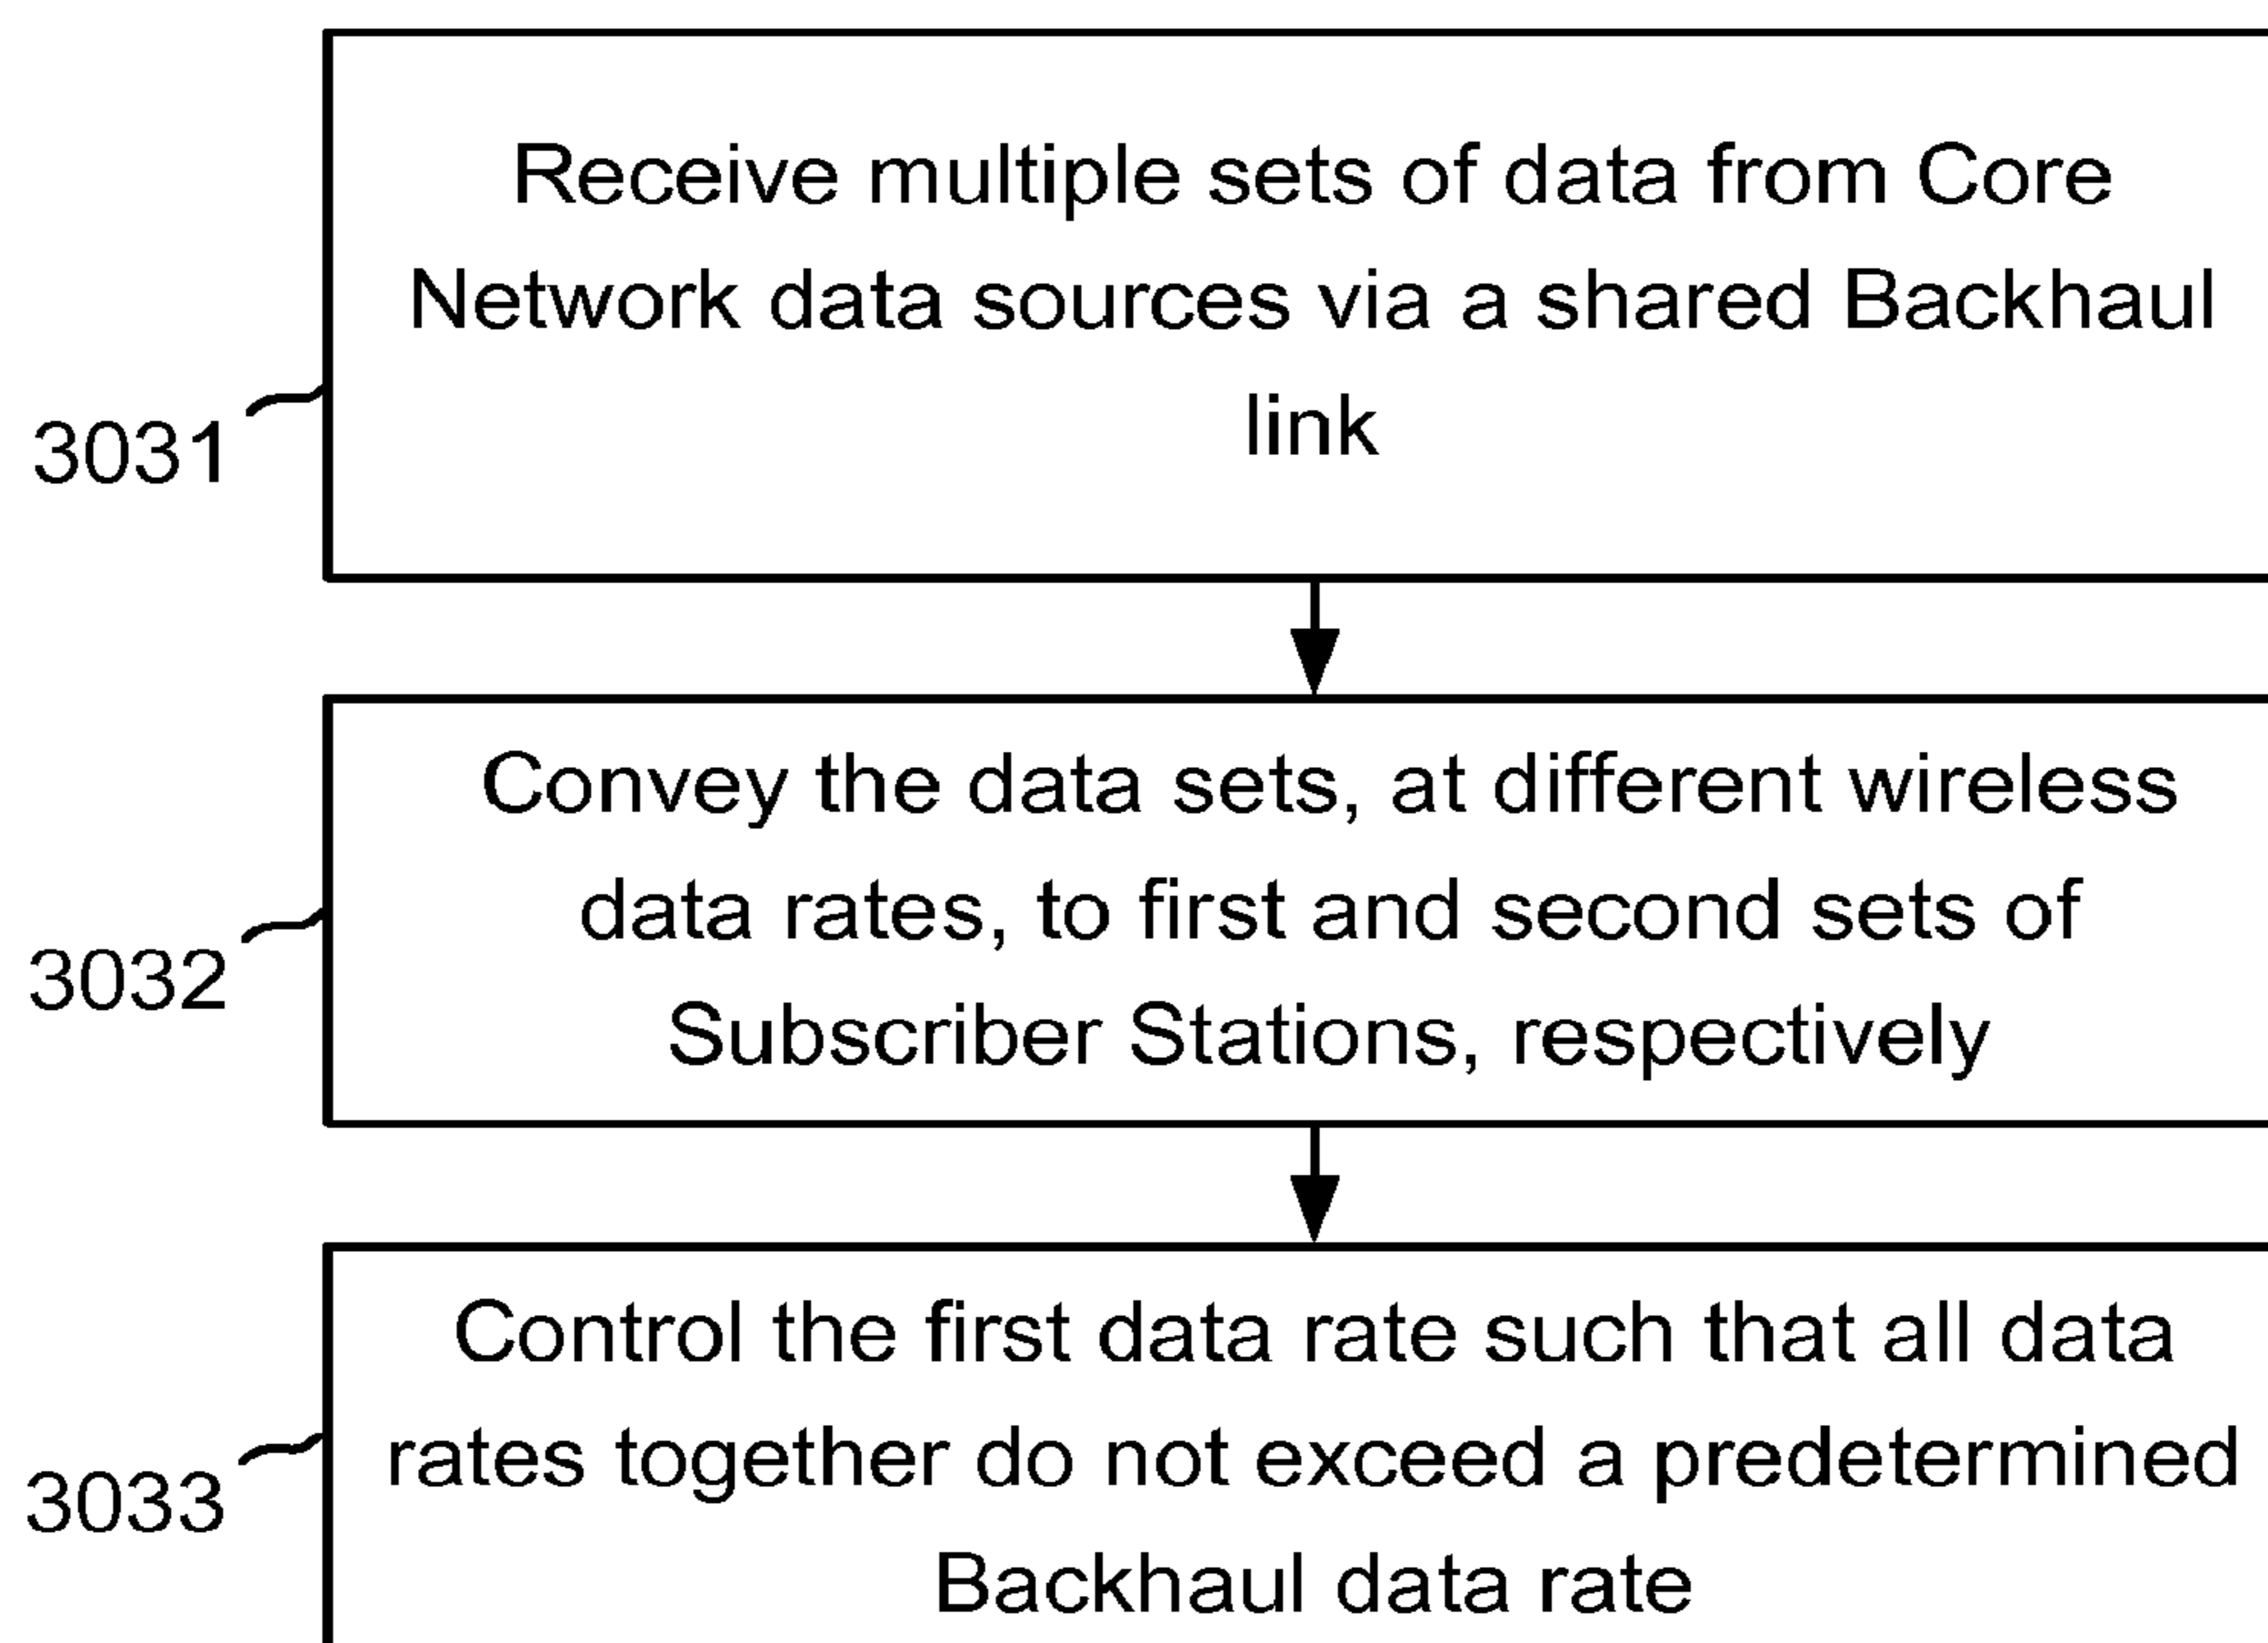 Receive multiple sets of data from Core
Network data sources via a shared Backhaul
link
3031
Convey the data sets, at different wireless
data rates, to first and second sets of
Subscriber Stations, respectively
3032
Control the first data rate such that all data
rates together do not exceed a predetermined
Backhaul data rate
3033